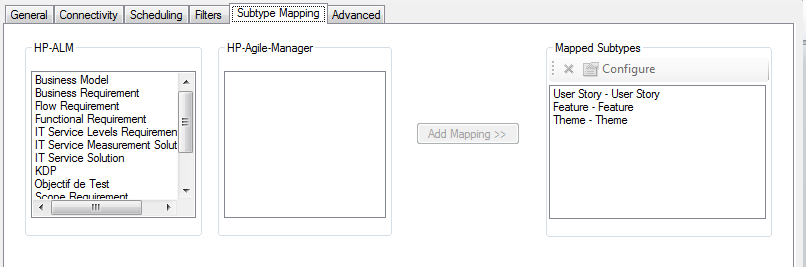 General Connectivity Scheduling Filters Subtype Mapping Advanced
HP-ALM HP-Agile-Manager Mapped Subtypes
Configure
Business Model
Business Requirement
Flow Requirement
Functional Requirement
IT Service Levels Requiremen
IT Service Measurement Solut
IT Service Solution
KDP
Objectif de Test
Scope Requirement
Add Mapping >>
User Story - User Story
Feature - Feature
Theme - Theme